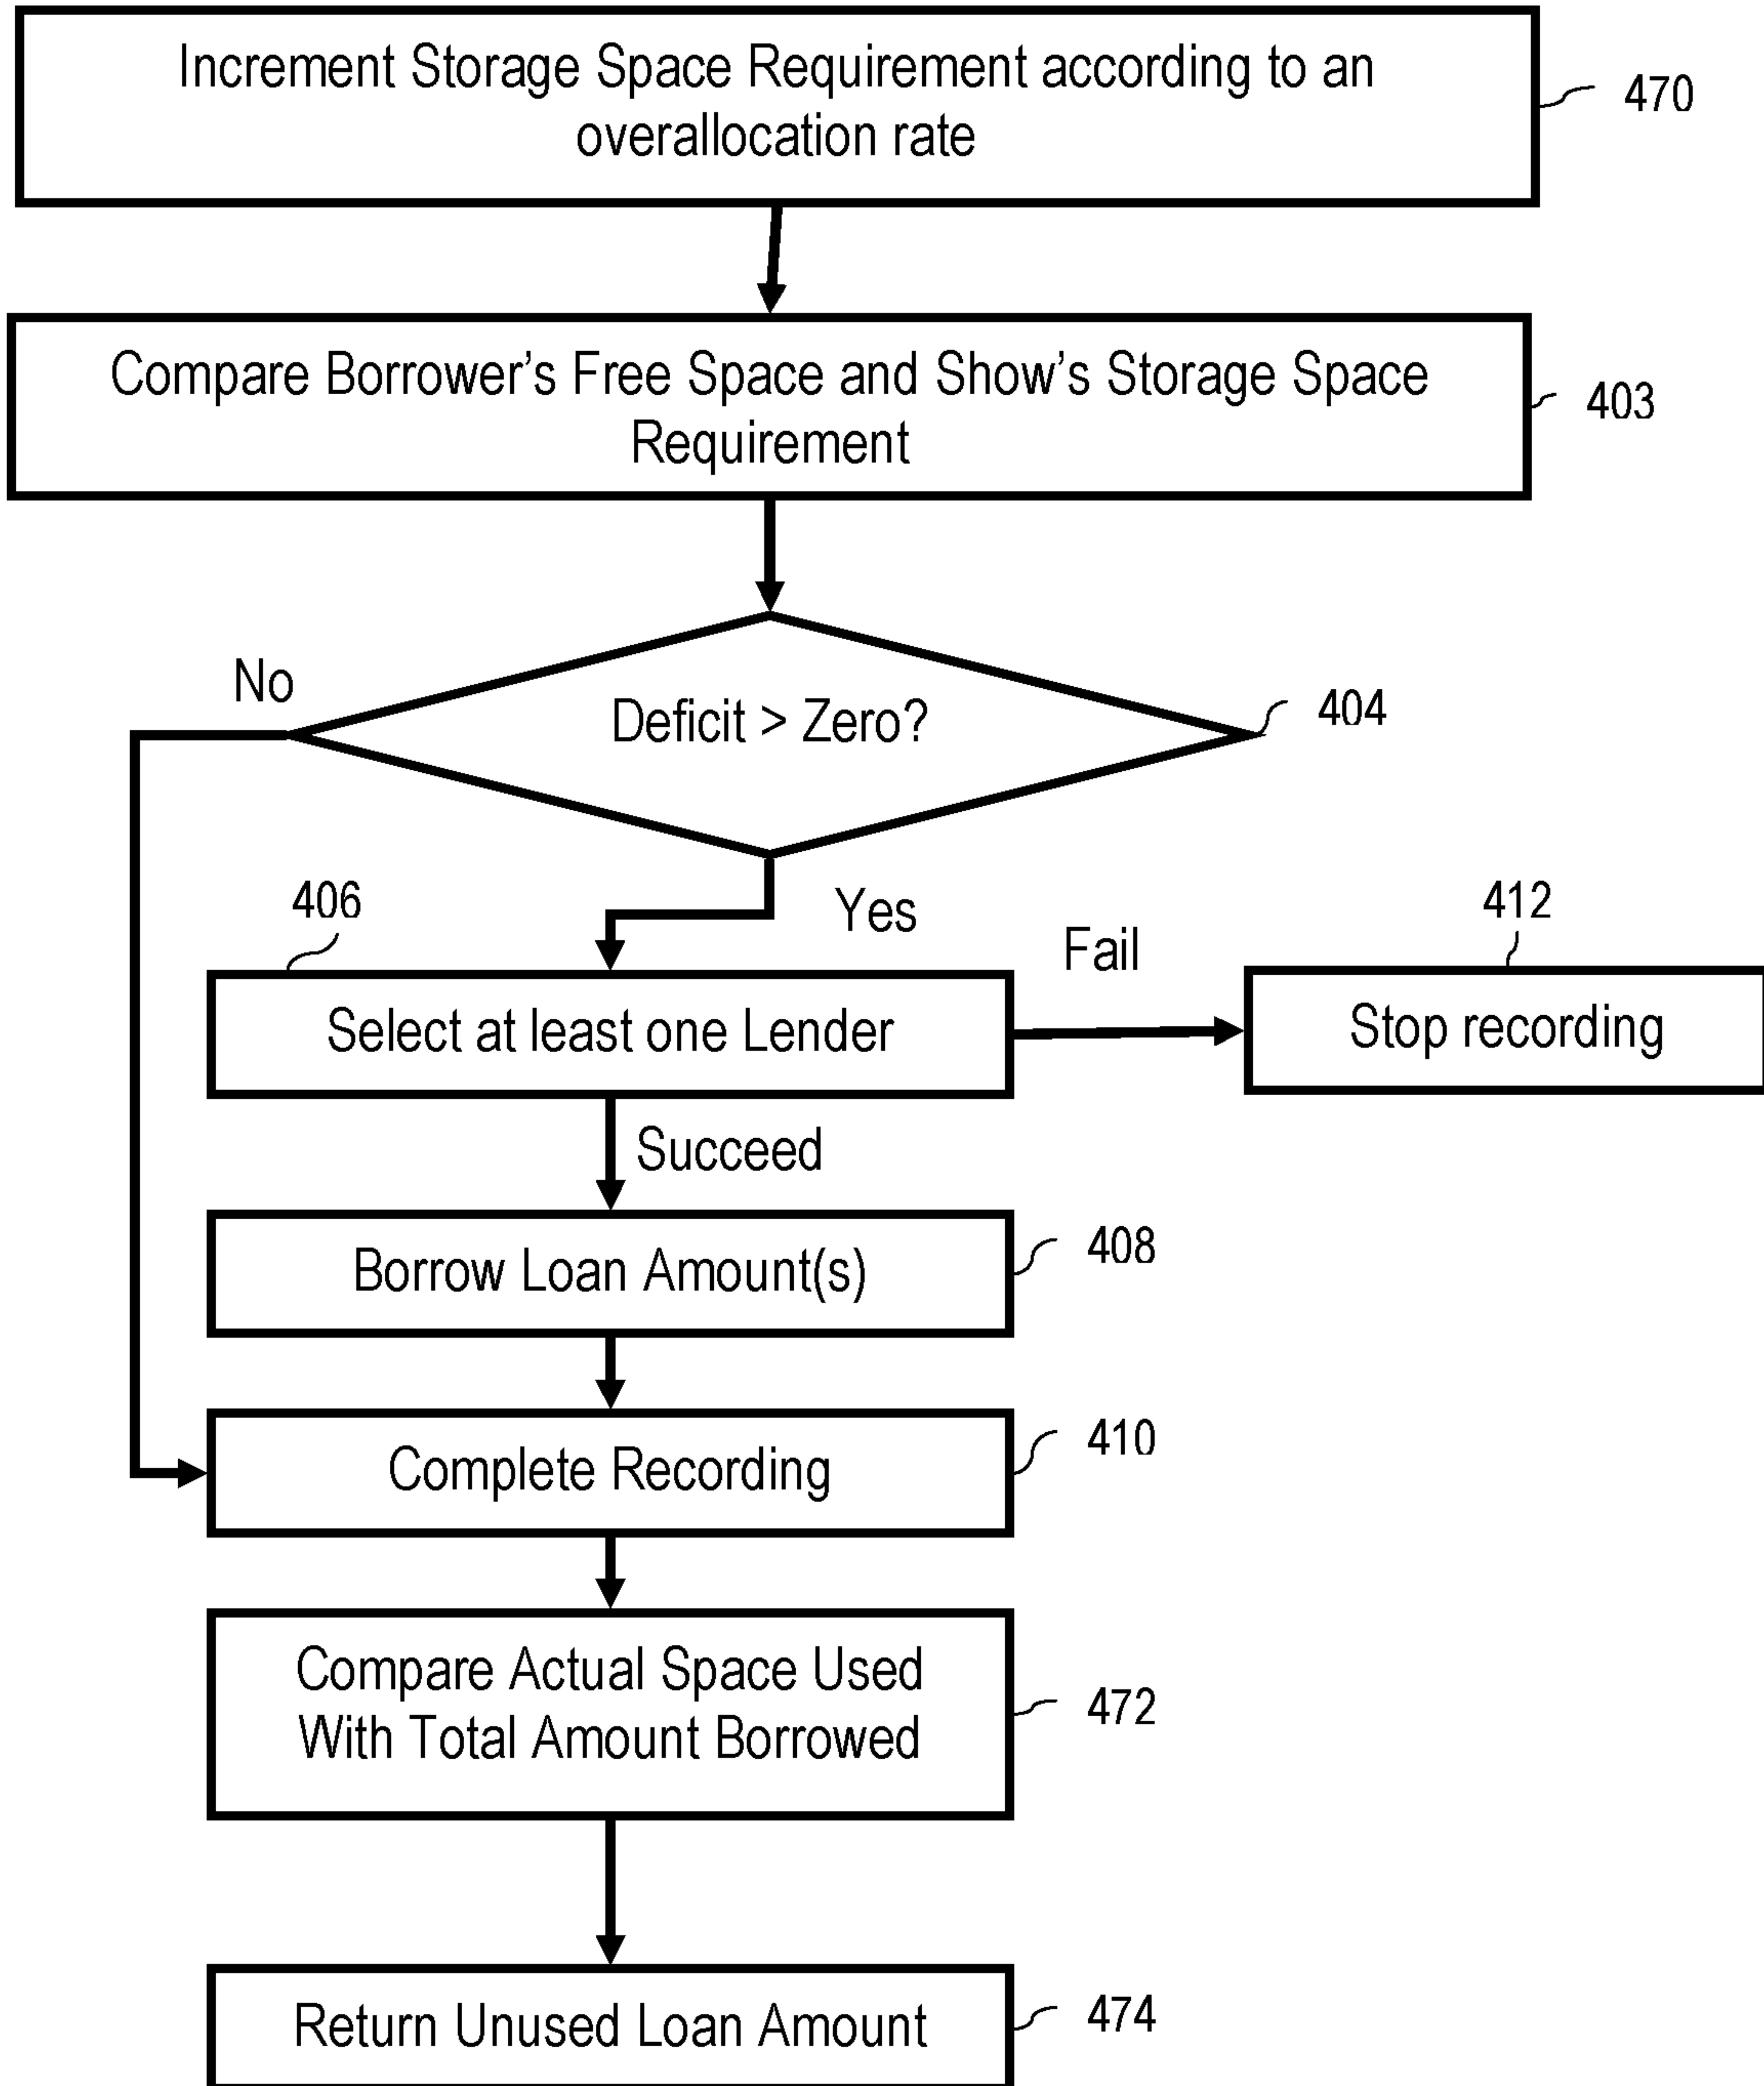 Increment Storage Space Requirement according to an
overallocation rate
470
Compare Borrower's Free Space and Show's Storage Space
Requirement
403
No
Deficit > Zero?
404
406
Yes
412
Fail
Select at least one Lender
Stop recording
Succeed
Borrow Loan Amount(s)
408
Complete Recording
410
Compare Actual Space Used
With Total Amount Borrowed
472
Return Unused Loan Amount
474